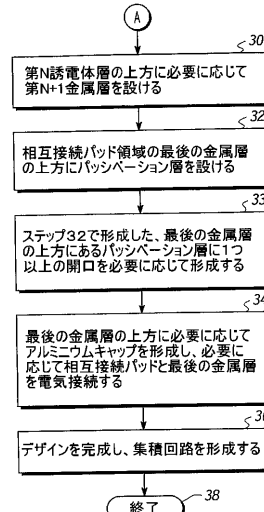 A
30
第N誘電体層の上方に必要に応じて
第N+1金属層を設ける
32
相互接続パッド領域の最後の金属層
の上方にパッシベーション層を設ける
33
ステップ32で形成した、最後の金属層
の上方にあるパッシベーション層に1つ
以上の開口を必要に応じて形成する
34
最後の金属層の上方に必要に応じて
アルミニウムキャップを形成し、必要に
応じて相互接続パッドと最後の金属層
を電気接続する
36
デザインを完成し、集積回路を形成する
38
終了